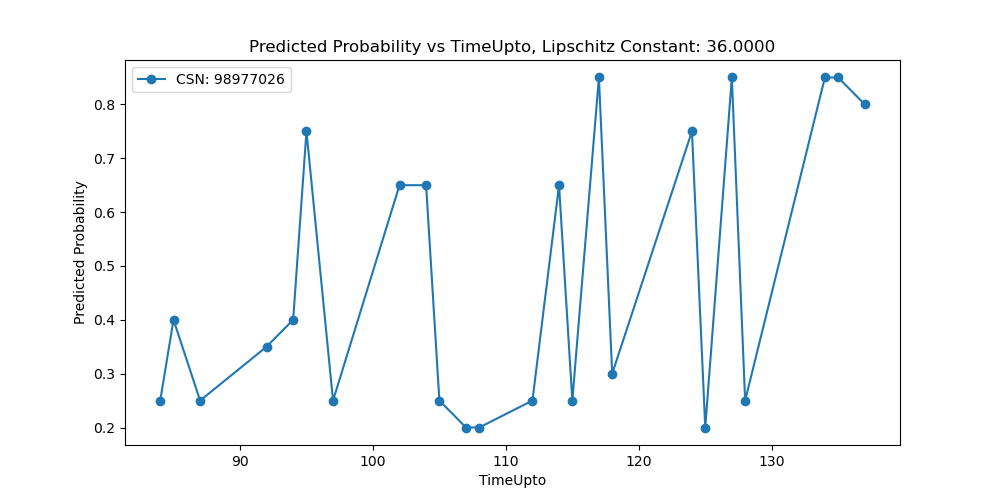 Predicted Probability vs TimeUpto, Lipschitz Constant: 36.0000
CSN: 98977026
Predicted Probability
0.8
0.7
0.6
0.5
0.4
0.3
0.2
90 100 110 120 130
TimeUpto